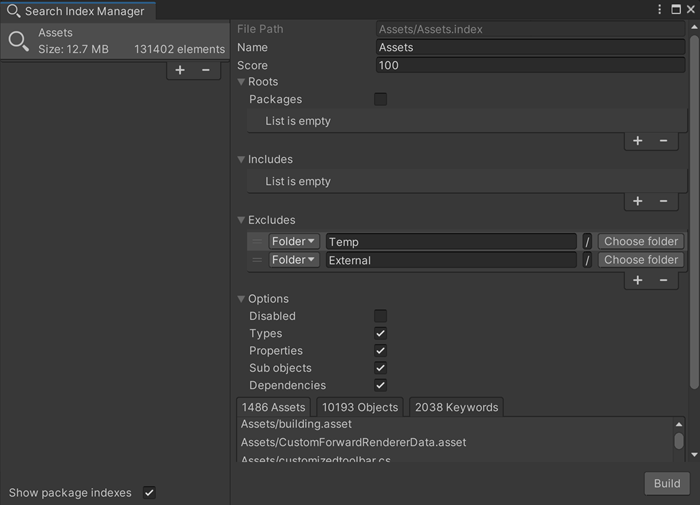 Search Index Manager
Assets
Size: 12.7 MB 131402 elements
+ −
Show package indexes
File Path Assets/Assets.index
Name Assets
Score 100
Roots
Packages
List is empty
+ −
Includes
List is empty
+ −
Excludes
Folder Temp / Choose folder
Folder External / Choose folder
+ −
Options
Disabled
Types
Properties
Sub objects
Dependencies
1486 Assets 10193 Objects 2038 Keywords
Assets/building.asset
Assets/CustomForwardRendererData.asset
Assets/customizedtoolbar.cs
Build